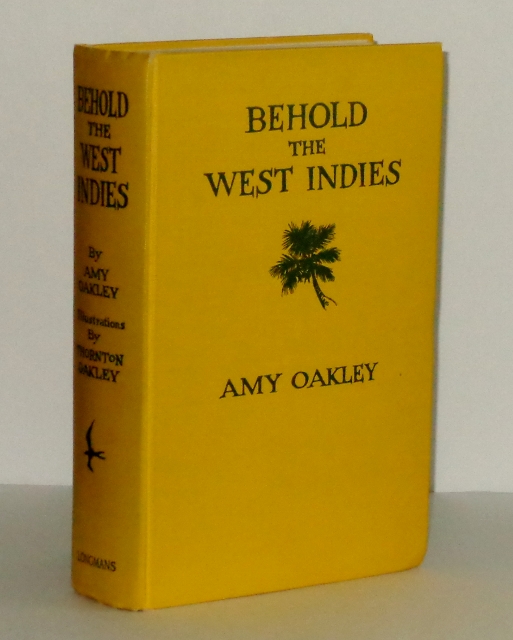 BEHOLD
THE
WEST
INDIES
By
AMY
OAKLEY
Illustrations
By
THORNTON
OAKLEY
LONGMANS
BEHOLD
THE
WEST INDIES
AMY OAKLEY